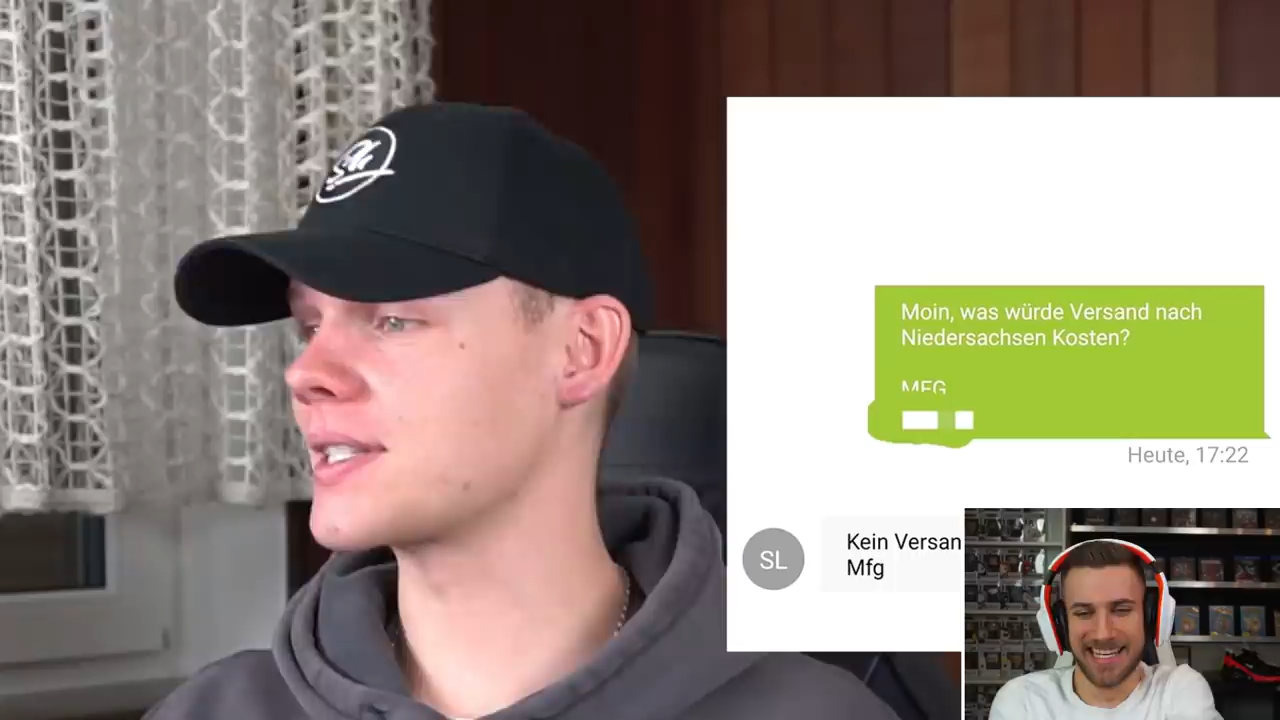 Moin, was würde Versand nach
Niedersachsen Kosten?
MFG
Heute, 17:22
SL
Kein Versan
Mfg